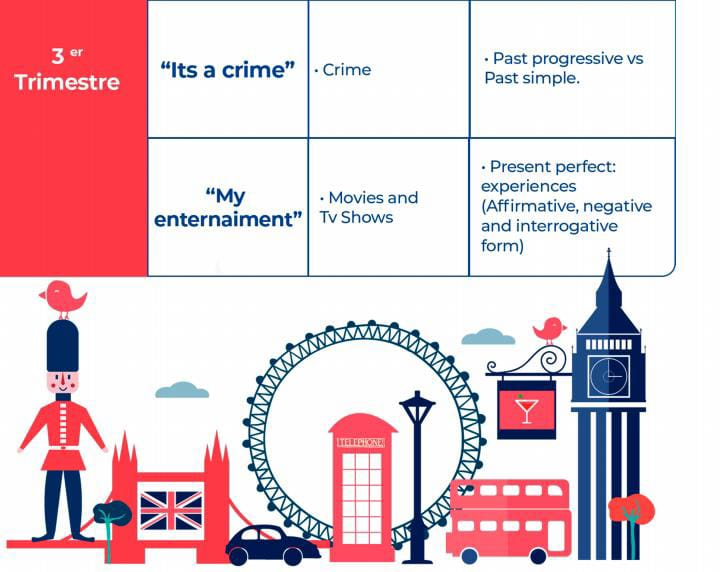 3 er
Trimestre
“Its a crime”
• Crime
• Past progressive vs
Past simple.
“My
enternaiment”
• Movies and
Tv Shows
• Present perfect:
experiences
(Affirmative, negative
and interrogative
form)
TELEPHONE